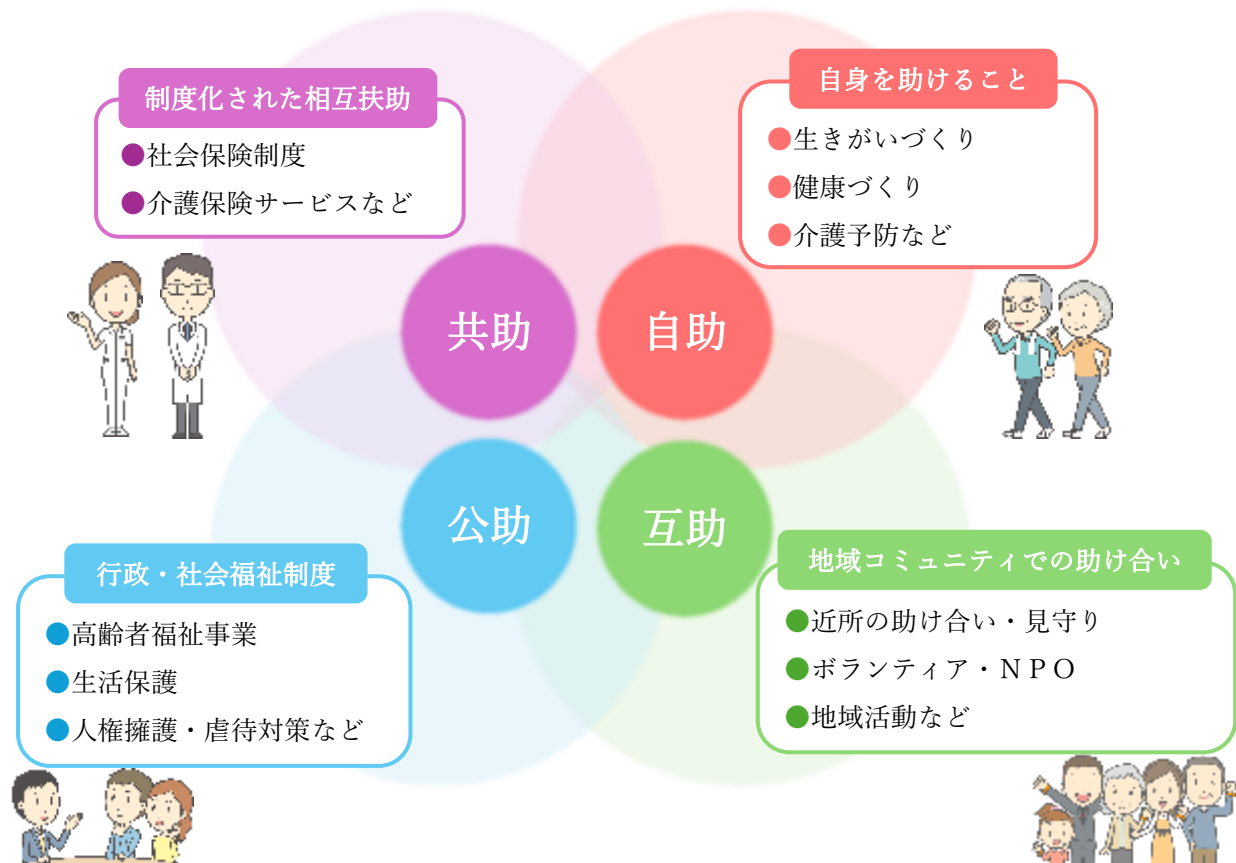 制度化された相互扶助
●社会保険制度
●介護保険サービスなど
自身を助けること
●生きがいづくり
●健康づくり
●介護予防など
共助
自助
公助
互助
行政・社会福祉制度
●高齢者福祉事業
●生活保護
●人権擁護・虐待対策など
地域コミュニティでの助け合い
●近所の助け合い・見守り
●ボランティア・ＮＰＯ
●地域活動など